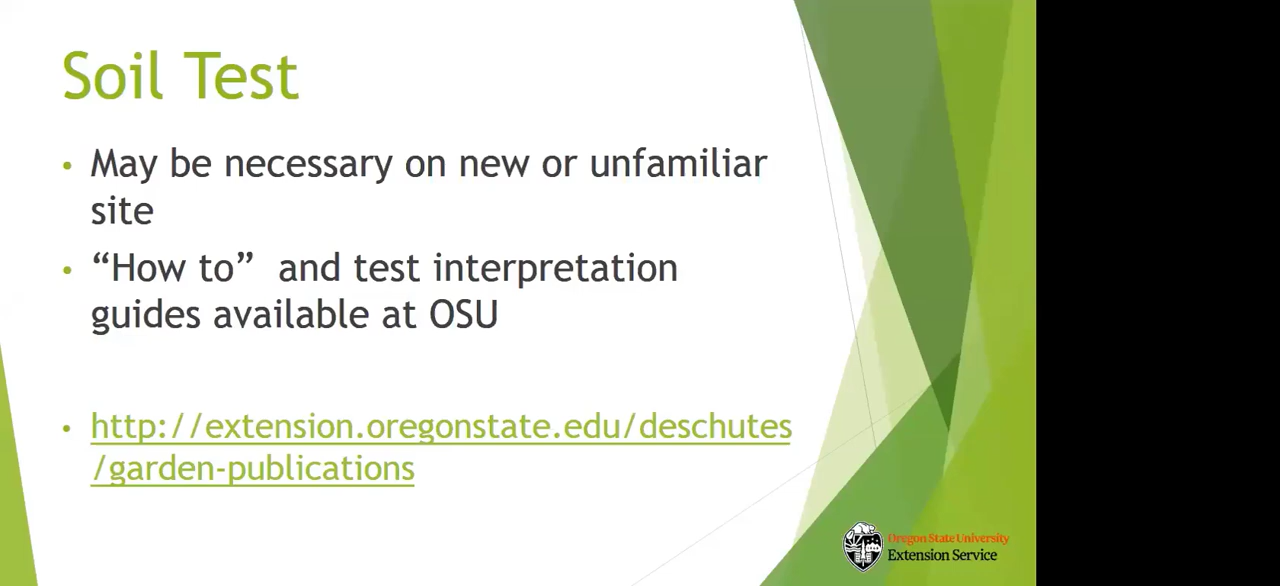 Soil Test
• May be necessary on new or unfamiliar
site
• “How to”  and test interpretation
guides available at OSU
• http://extension.oregonstate.edu/deschutes
/garden-publications
Oregon State University
Extension Service